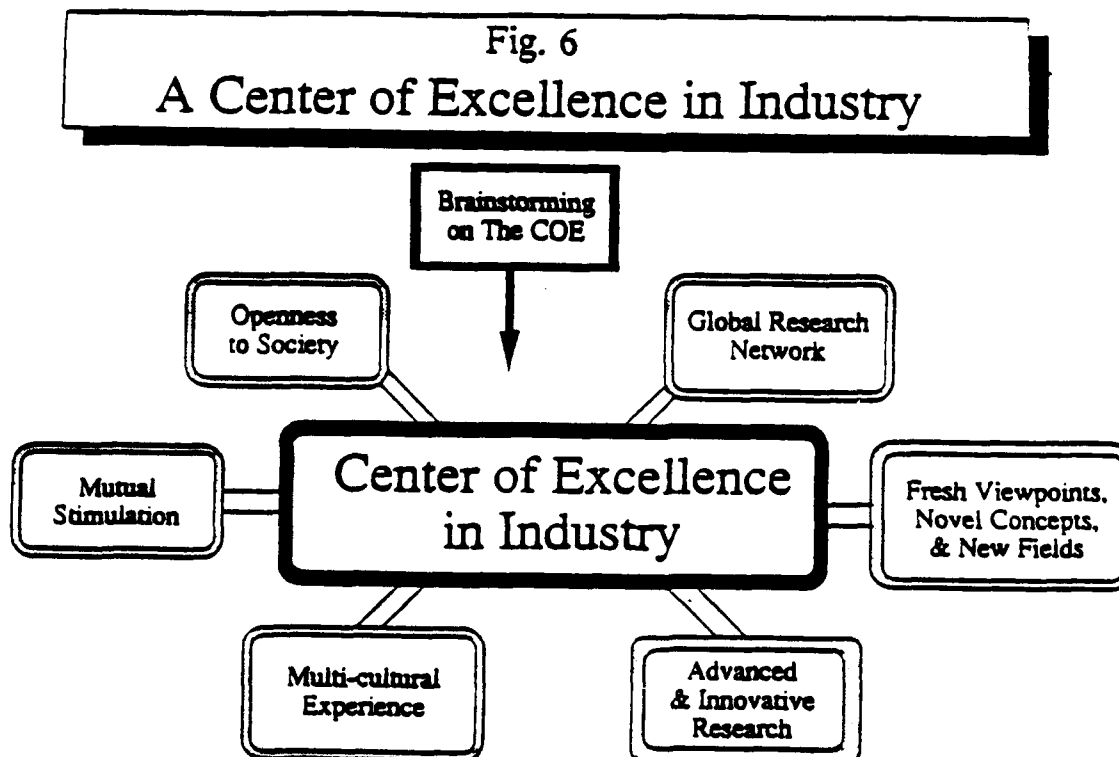 Fig. 6
A Center of Excellence in Industry
Brainstorming
on The COE
Openness
to Society
Global Research
Network
Mutual
Stimulation
Center of Excellence
in Industry
Fresh Viewpoints,
Novel Concepts,
& New Fields
Multi-cultural
Experience
Advanced
& Innovative
Research